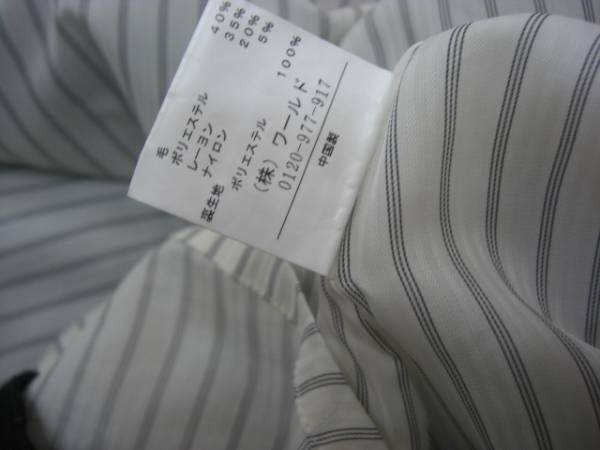 毛 40%
ポリエステル 35%
レーヨン 20%
ナイロン 5%
袋生地
ポリエステル 100%
(株) ワールド
0120-977-917
中国製